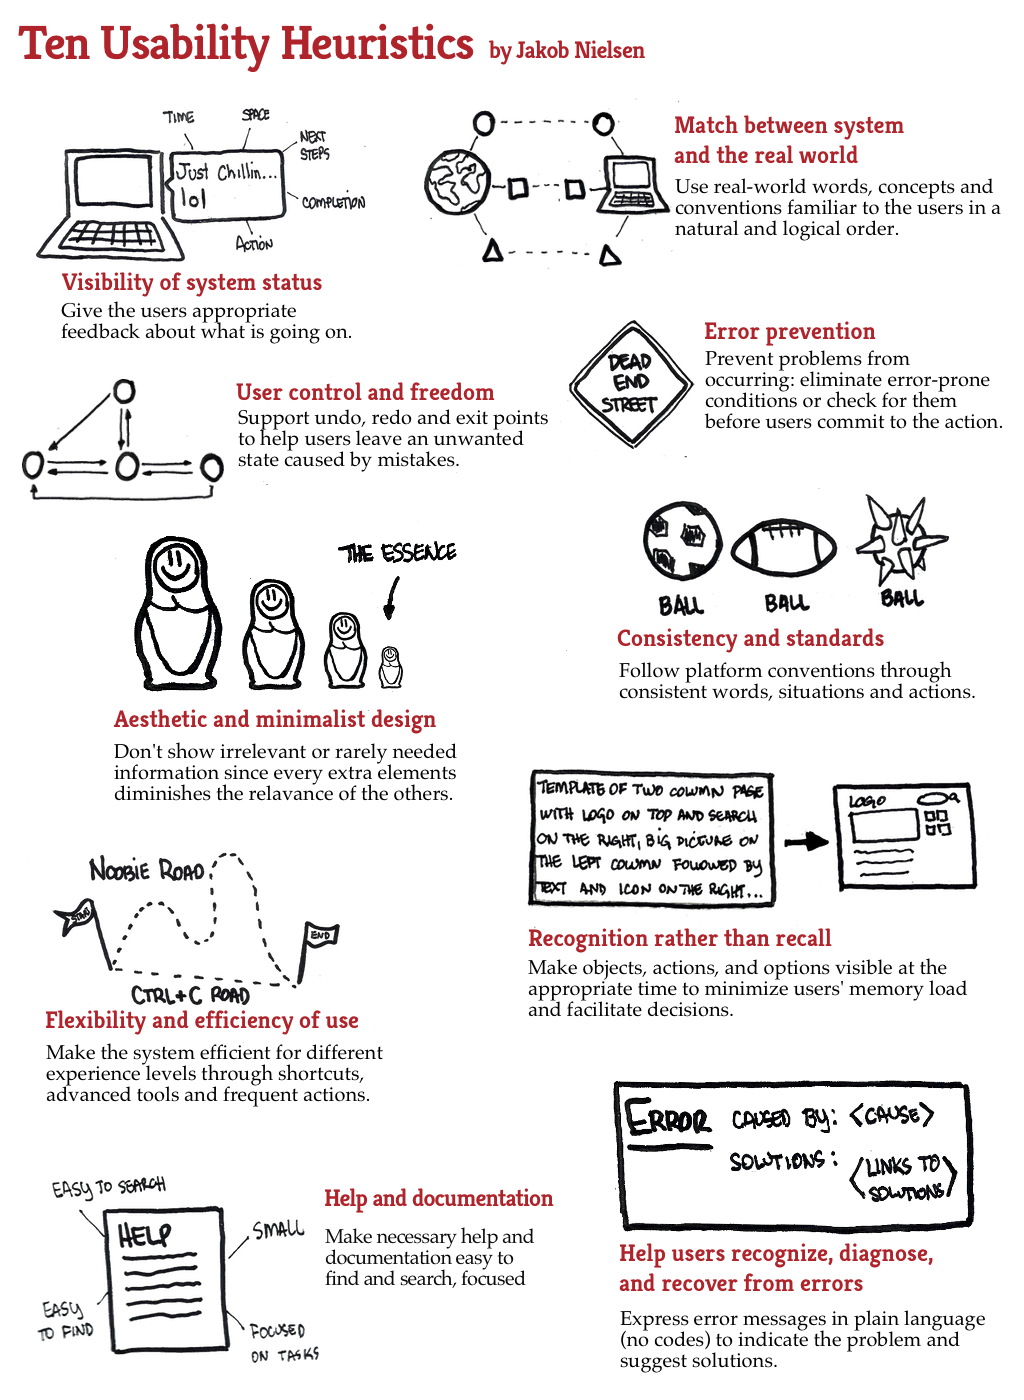 Ten Usability Heuristics by Jakob Nielsen
TIME
SPACE
NEXT
STEPS
Just Chillin...
lol
COMPLETION
ACTION
Visibility of system status
Give the users appropriate
feedback about what is going on.
Match between system
and the real world
Use real-world words, concepts and
conventions familiar to the users in a
natural and logical order.
User control and freedom
Support undo, redo and exit points
to help users leave an unwanted
state caused by mistakes.
DEAD
END
STREET
Error prevention
Prevent problems from
occurring: eliminate error-prone
conditions or check for them
before users commit to the action.
THE ESSENCE
Aesthetic and minimalist design
Don't show irrelevant or rarely needed
information since every extra elements
diminishes the relavance of the others.
BALL
BALL
BALL
Consistency and standards
Follow platform conventions through
consistent words, situations and actions.
NOOBIE ROAD
START
END
CTRL+C ROAD
Flexibility and efficiency of use
Make the system efficient for different
experience levels through shortcuts,
advanced tools and frequent actions.
TEMPLATE OF TWO COLUMN PAGE
WITH LOGO ON TOP AND SEARCH
ON THE RIGHT, BIG PICTURE ON
THE LEFT COLUMN FOLLOWED BY
TEXT AND ICON ON THE RIGHT...
LOGO
Recognition rather than recall
Make objects, actions, and options visible at the
appropriate time to minimize users' memory load
and facilitate decisions.
EASY TO SEARCH
HELP
SMALL
EASY
TO FIND
FOCUSED
ON TASKS
Help and documentation
Make necessary help and
documentation easy to
find and search, focused
ERROR CAUSED BY: <CAUSE>
SOLUTIONS: <LINKS TO
SOLUTIONS>
Help users recognize, diagnose,
and recover from errors
Express error messages in plain language
(no codes) to indicate the problem and
suggest solutions.